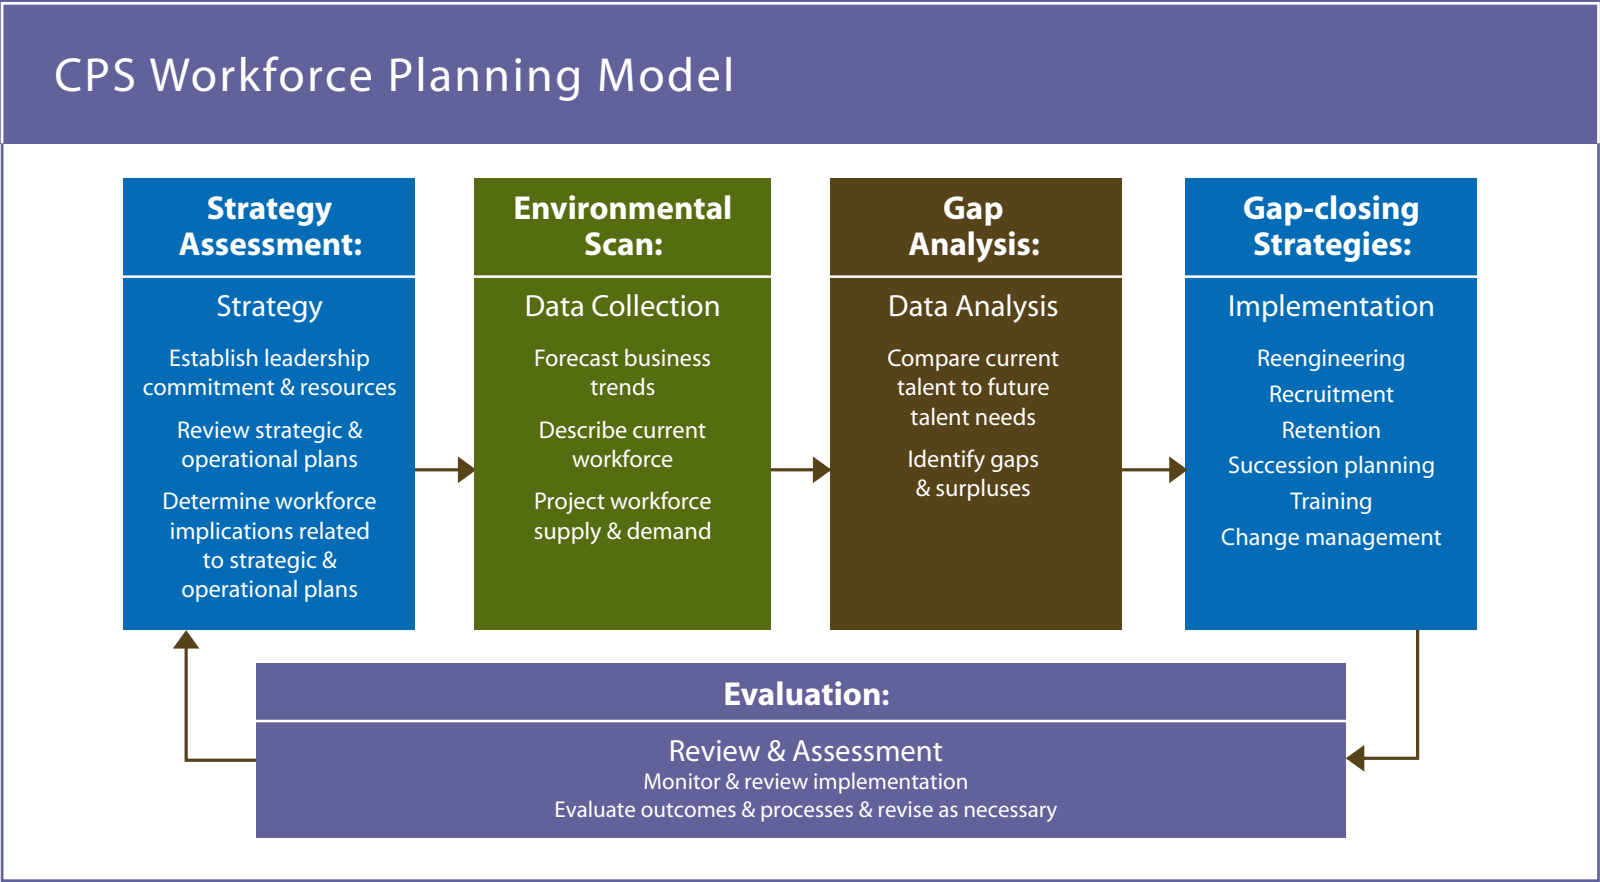 CPS Workforce Planning Model
Strategy
Assessment:
Strategy
Establish leadership
commitment & resources
Review strategic &
operational plans
Determine workforce
implications related
to strategic &
operational plans
Environmental
Scan:
Data Collection
Forecast business
trends
Describe current
workforce
Project workforce
supply & demand
Gap
Analysis:
Data Analysis
Compare current
talent to future
talent needs
Identify gaps
& surpluses
Gap-closing
Strategies:
Implementation
Reengineering
Recruitment
Retention
Succession planning
Training
Change management
Evaluation:
Review & Assessment
Monitor & review implementation
Evaluate outcomes & processes & revise as necessary